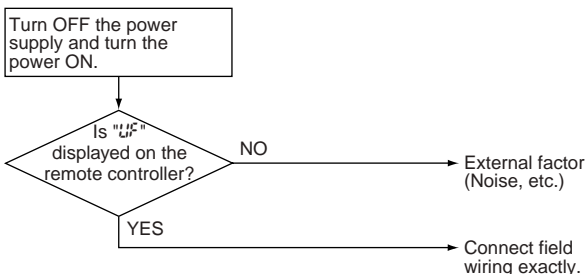 Turn OFF the power
supply and turn the
power ON.
Is "UF"
displayed on the
remote controller?
NO
External factor
(Noise, etc.)
YES
Connect field
wiring exactly.